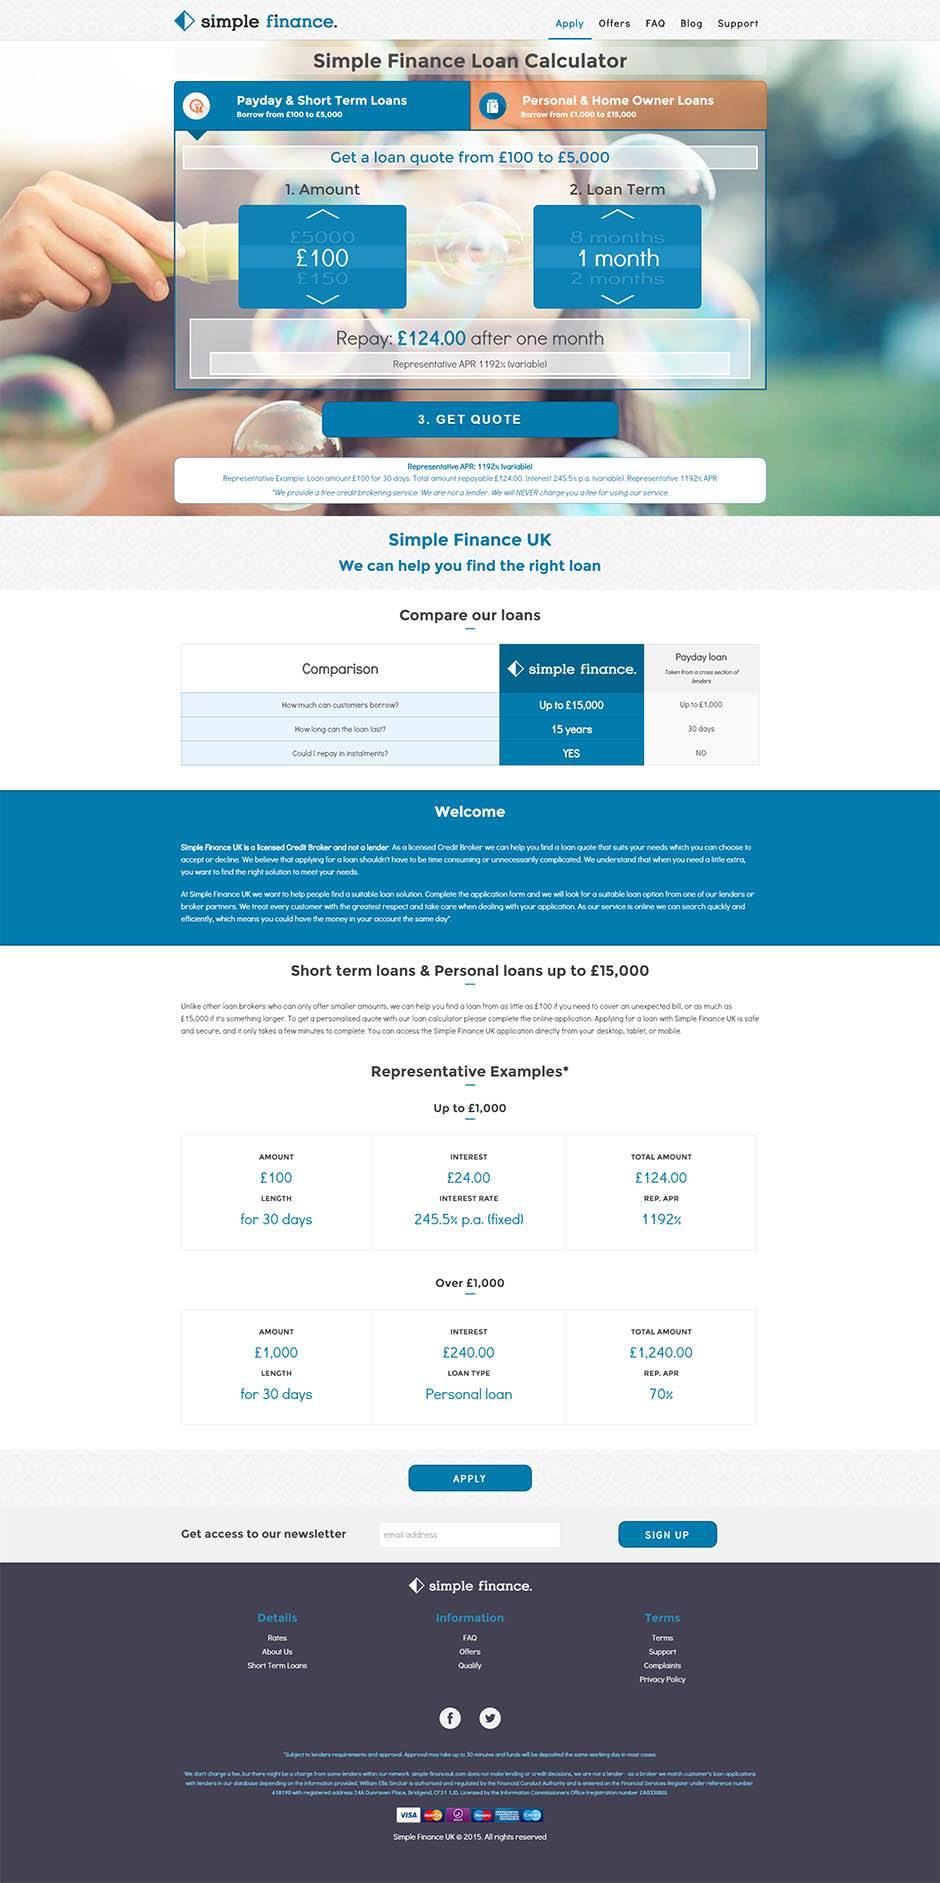 simple finance.
Apply Offers FAQ Blog Support
Simple Finance Loan Calculator
Payday & Short Term Loans
Borrow from £100 to £5,000
Personal & Home Owner Loans
Borrow from £1,000 to £15,000
Get a loan quote from £100 to £5,000
1. Amount
2. Loan Term
£5000
£100
£150
8 months
1 month
2 months
Repay: £124.00 after one month
Representative APR 1192% (variable)
3. GET QUOTE
Representative APR: 1192% (variable)
Representative Example: Loan amount £100 for 30 days. Total amount repayable £124.00. Interest 245.5% p.a. (variable). Representative 1192% APR
"We provide a free credit brokering service. We are not a lender. We will NEVER charge you a fee for using our service.
Simple Finance UK
We can help you find the right loan
Compare our loans
Comparison
simple finance.
Payday loan
Taken from a cross section of
lenders
How much can customers borrow? Up to £15,000 Up to £1,000
How long can the loan last? 15 years 30 days
Could I repay in instalments? YES NO
Welcome
Simple Finance UK is a licensed Credit Broker and not a lender. As a licensed Credit Broker we can help you find a loan quote that suits your needs which you can choose to
accept or decline. We believe that applying for a loan shouldn't have to be time consuming or unnecessarily complicated. We understand that when you need a little extra,
you want to find the right solution to meet your needs.
At Simple Finance UK we want to help people find a suitable loan solution. Complete the application form and we will look for a suitable loan option from one of our lenders or
broker partners. We treat every customer with the greatest respect and take care when dealing with your application. As our service is online we can search quickly and
efficiently, which means you could have the money in your account the same day*.
Short term loans & Personal loans up to £15,000
Unlike other loan brokers who can only offer smaller amounts, we can help you find a loan from as little as £100 if you need to cover an unexpected bill, or as much as
£15,000 if it's something larger. To get a personalised quote with our loan calculator please complete the online application. Applying for a loan with Simple Finance UK is safe
and secure, and it only takes a few minutes to complete. You can access the Simple Finance UK application directly from your desktop, tablet, or mobile.
Representative Examples*
Up to £1,000
AMOUNT
£100
LENGTH
for 30 days
INTEREST
£24.00
INTEREST RATE
245.5% p.a. (fixed)
TOTAL AMOUNT
£124.00
REP. APR
1192%
Over £1,000
AMOUNT
£1,000
LENGTH
for 30 days
INTEREST
£240.00
LOAN TYPE
Personal loan
TOTAL AMOUNT
£1,240.00
REP. APR
70%
APPLY
Get access to our newsletter
email address
SIGN UP
simple finance.
Details
Rates
About Us
Short Term Loans
Information
FAQ
Offers
Qualify
Terms
Terms
Support
Complaints
Privacy Policy
*Subject to lenders requirements and approval. Approval may take up to 30 minutes and funds will be deposited the same working day in most cases.
We don't charge a fee, but there might be a charge from some lenders within our network. simple-financeuk.com does not make lending or credit decisions, we are not a lender - as a broker we match customer's loan applications
with lenders in our database depending on the information provided. William Ellis Sinclair is authorised and regulated by the Financial Conduct Authority and is entered on the Financial Services Register under reference number
618190 with registered address 24A Dunraven Place, Bridgend, CF31 1JD. Licensed by the Information Commissioners Office (registration number ZA033000).
VISA
Simple Finance UK © 2015. All rights reserved